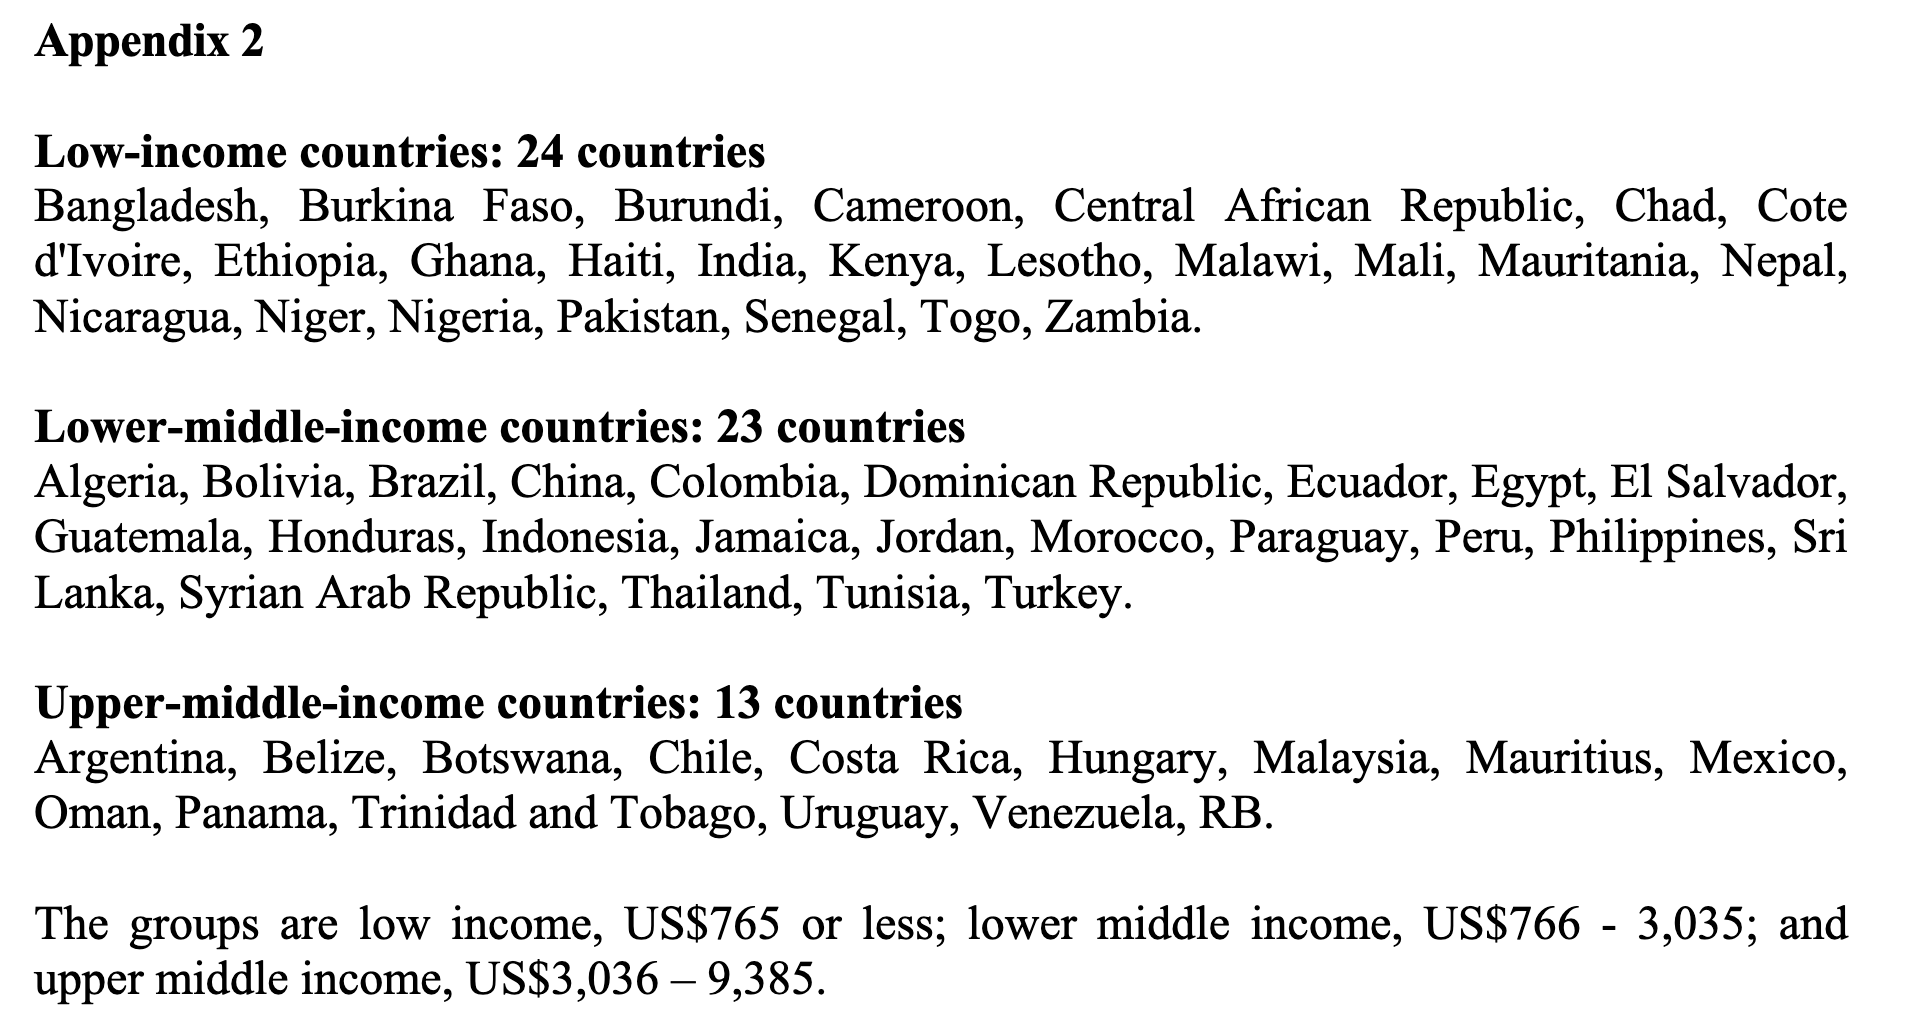 Appendix 2
Low-income countries: 24 countries
Bangladesh, Burkina Faso, Burundi, Cameroon, Central African Republic, Chad, Cote
d'Ivoire, Ethiopia, Ghana, Haiti, India, Kenya, Lesotho, Malawi, Mali, Mauritania, Nepal,
Nicaragua, Niger, Nigeria, Pakistan, Senegal, Togo, Zambia.
Lower-middle-income countries: 23 countries
Algeria, Bolivia, Brazil, China, Colombia, Dominican Republic, Ecuador, Egypt, El Salvador,
Guatemala, Honduras, Indonesia, Jamaica, Jordan, Morocco, Paraguay, Peru, Philippines, Sri
Lanka, Syrian Arab Republic, Thailand, Tunisia, Turkey.
Upper-middle-income countries: 13 countries
Argentina, Belize, Botswana, Chile, Costa Rica, Hungary, Malaysia, Mauritius, Mexico,
Oman, Panama, Trinidad and Tobago, Uruguay, Venezuela, RB.
The groups are low income, US$765 or less; lower middle income, US$766 - 3,035; and
upper middle income, US$3,036 – 9,385.